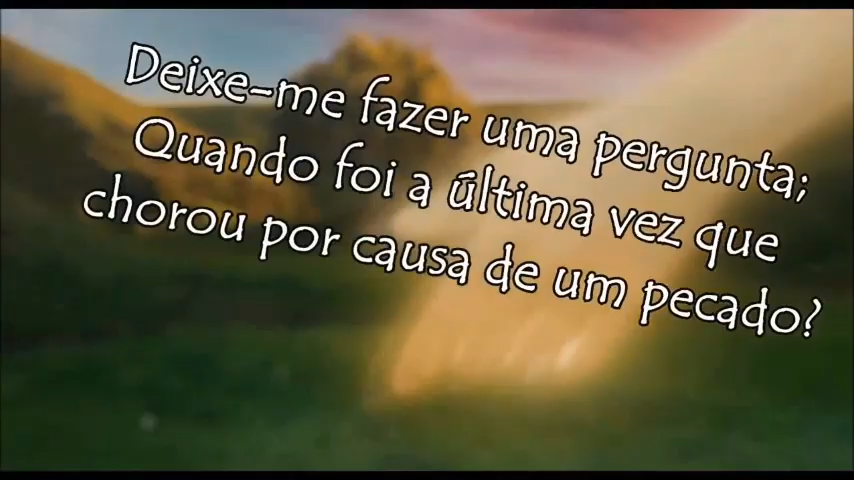 Deixe-me fazer uma pergunta;
Quando foi a última vez que
chorou por causa de um pecado?